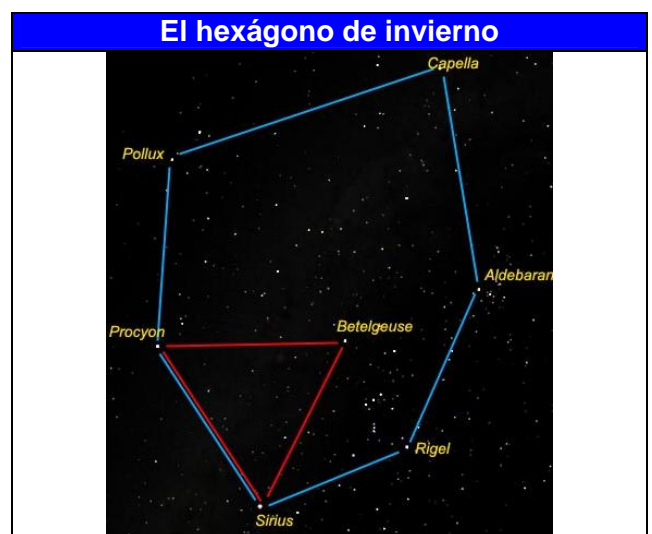 El hexágono de invierno
Capella
Pollux
Aldebaran
Procyon
Betelgeuse
Rigel
Sirius